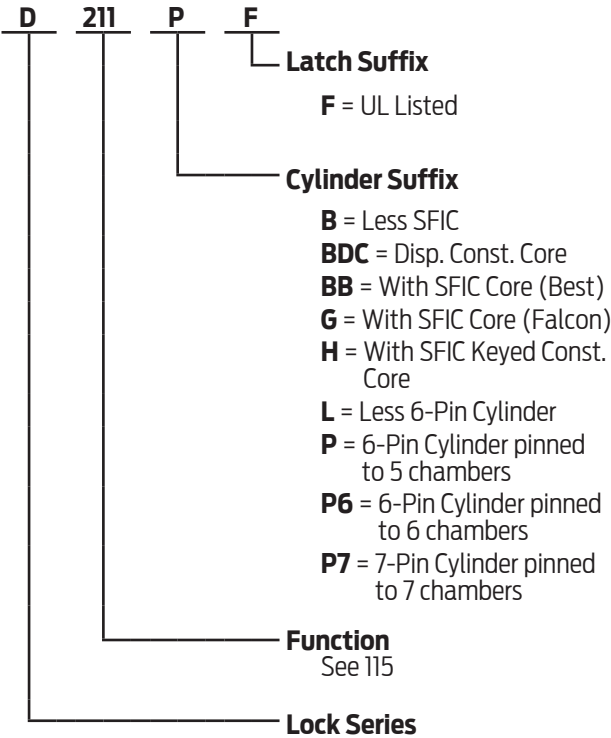 D 211 P F
Latch Suffix
F = UL Listed
Cylinder Suffix
B = Less SFIC
BDC = Disp. Const. Core
BB = With SFIC Core (Best)
G = With SFIC Core (Falcon)
H = With SFIC Keyed Const.
Core
L = Less 6-Pin Cylinder
P = 6-Pin Cylinder pinned
to 5 chambers
P6 = 6-Pin Cylinder pinned
to 6 chambers
P7 = 7-Pin Cylinder pinned
to 7 chambers
Function
See 115
Lock Series